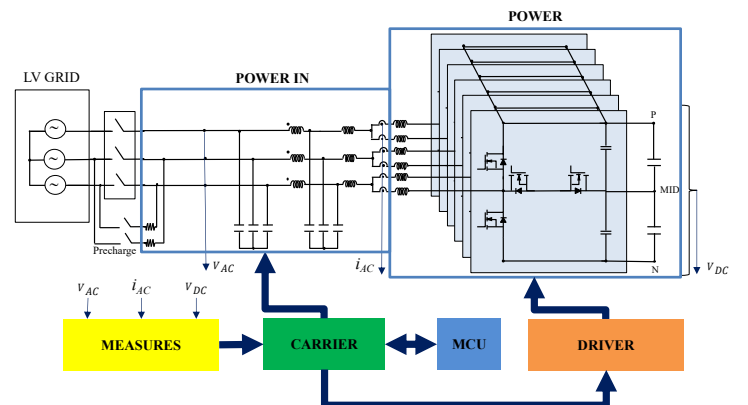 POWER
LV GRID
POWER IN
P
MID
N
Precharge
v_AC
i_AC
v_DC
v_AC
i_AC
v_DC
MEASURES
CARRIER
MCU
DRIVER